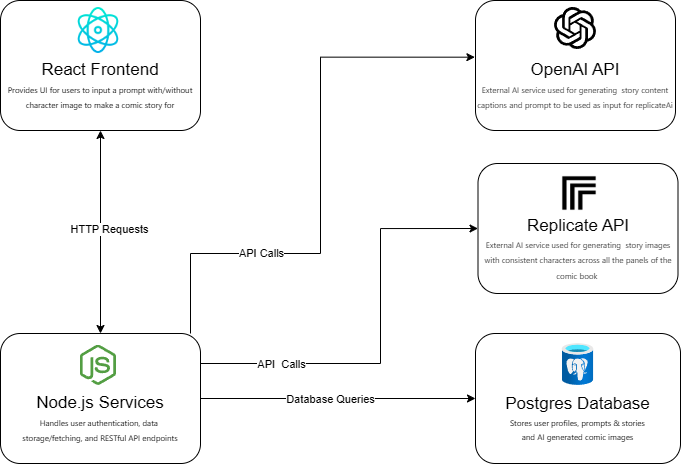 React Frontend
Provides UI for users to input a prompt with/without
character image to make a comic story for
OpenAI API
External AI service used for generating story content
captions and prompt to be used as input for replicateAi
HTTP Requests
API Calls
Replicate API
External AI service used for generating story images
with consistent characters across all the panels of the
comic book
JS
Node.js Services
Handles user authentication, data
storage/fetching, and RESTful API endpoints
API Calls
Database Queries
Postgres Database
Stores user profiles, prompts & stories
and AI generated comic images